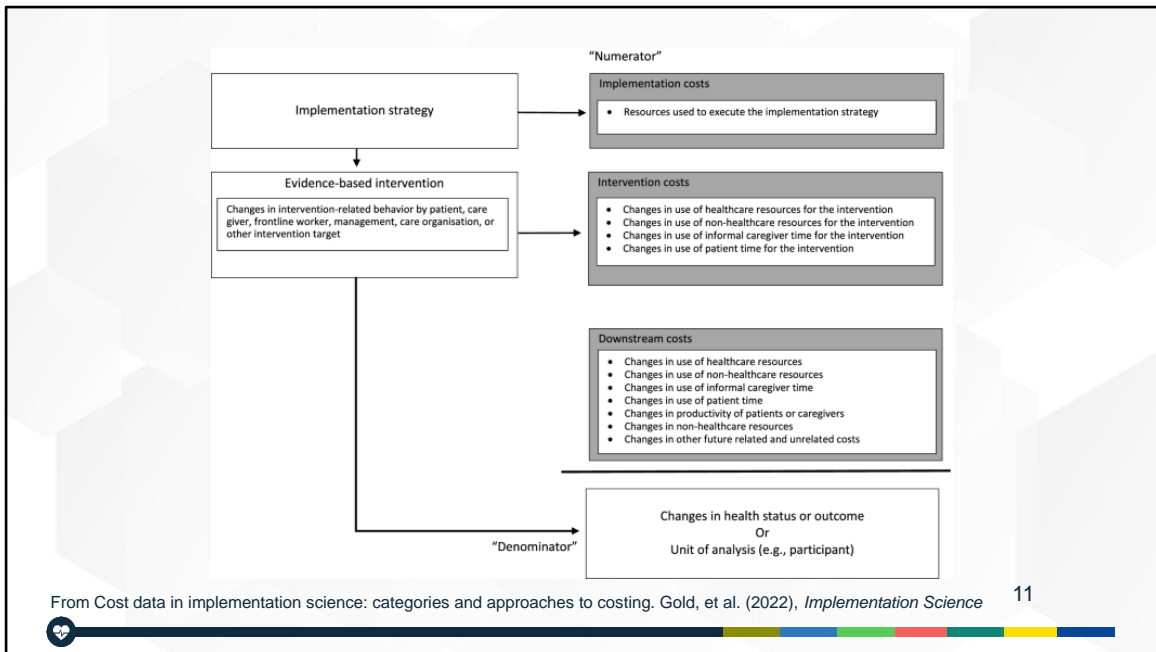 “Numerator”
Implementation strategy
Implementation costs
• Resources used to execute the implementation strategy
Evidence-based intervention
Changes in intervention-related behavior by patient, care
giver, frontline worker, management, care organisation, or
other intervention target
Intervention costs
• Changes in use of healthcare resources for the intervention
• Changes in use of non-healthcare resources for the intervention
• Changes in use of informal caregiver time for the intervention
• Changes in use of patient time for the intervention
Downstream costs
• Changes in use of healthcare resources
• Changes in use of non-healthcare resources
• Changes in use of informal caregiver time
• Changes in use of patient time
• Changes in productivity of patients or caregivers
• Changes in non-healthcare resources
• Changes in other future related and unrelated costs
“Denominator”
Changes in health status or outcome
Or
Unit of analysis (e.g., participant)
From Cost data in implementation science: categories and approaches to costing. Gold, et al. (2022), Implementation Science
11